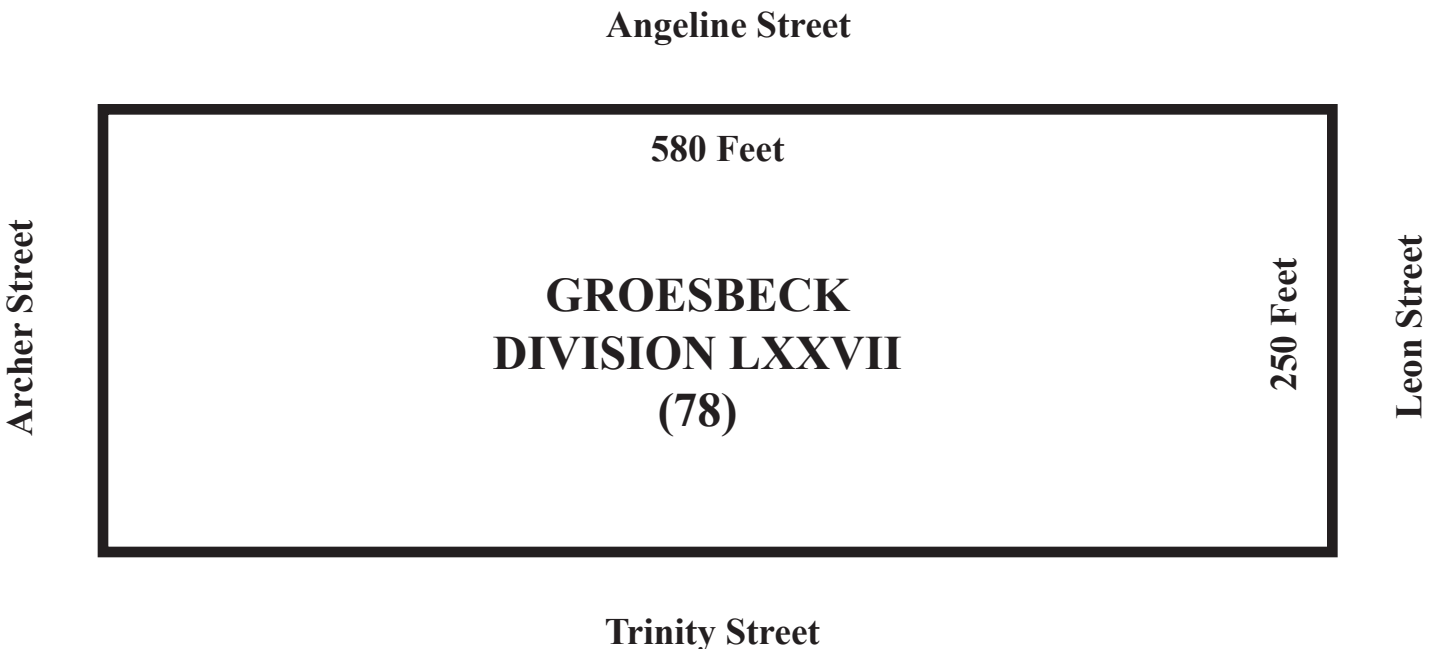 Angeline Street
580 Feet
Archer Street
GROESBECK
DIVISION LXXVII
(78)
250 Feet
Leon Street
Trinity Street